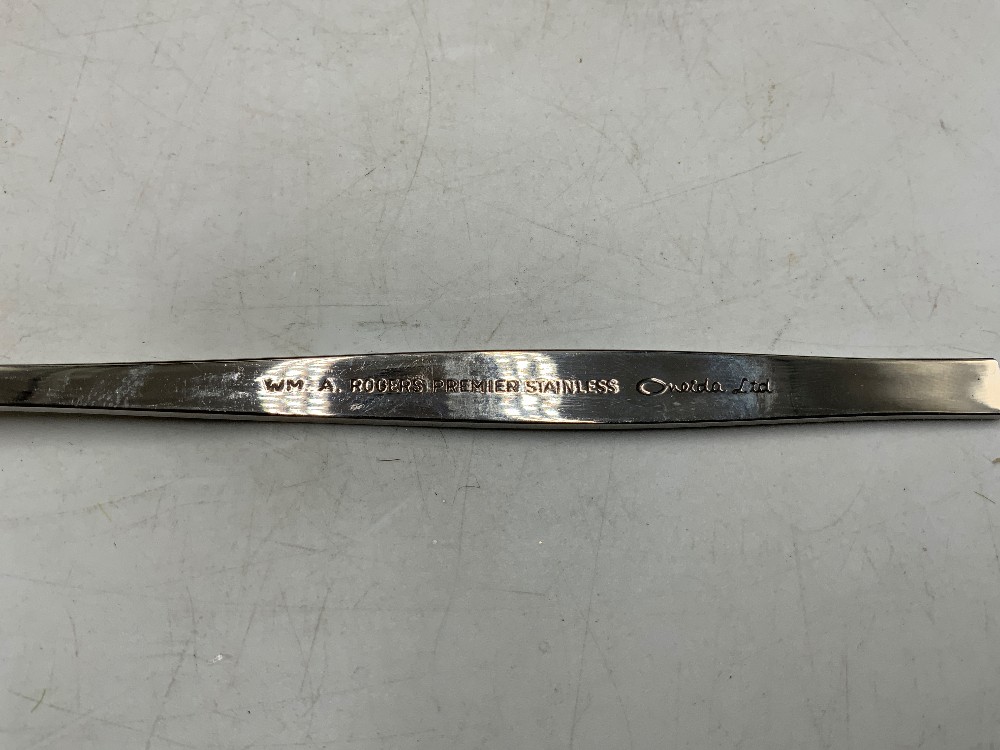 WM. A. ROGERS PREMIER STAINLESS Oneida Ltd